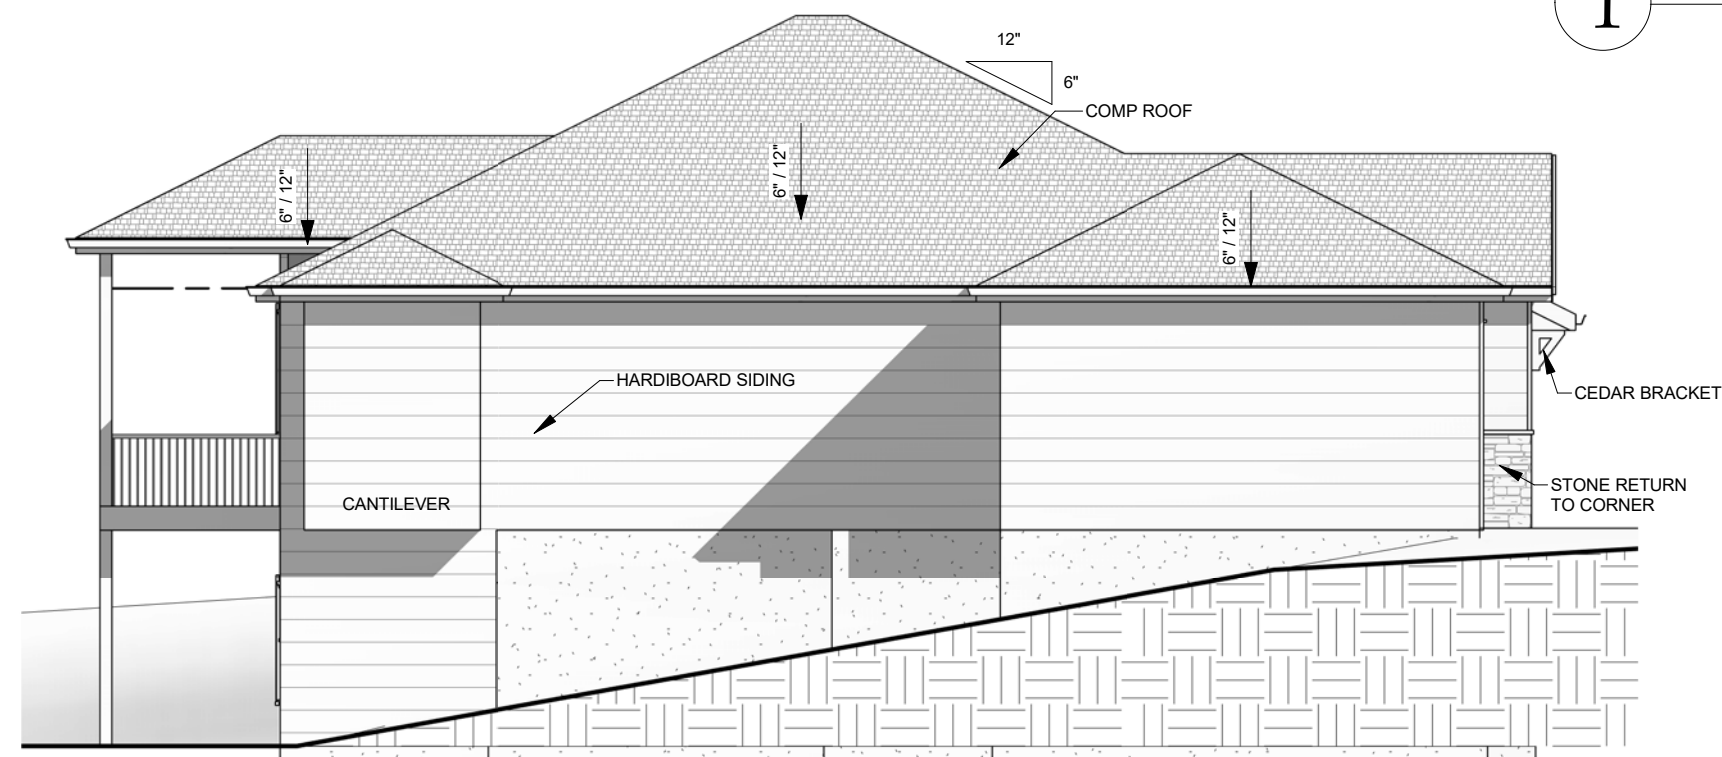 1
12"
6"
COMP ROOF
6" / 12"
6" / 12"
6" / 12"
HARDIBOARD SIDING
CEDAR BRACKET
CANTILEVER
STONE RETURN
TO CORNER